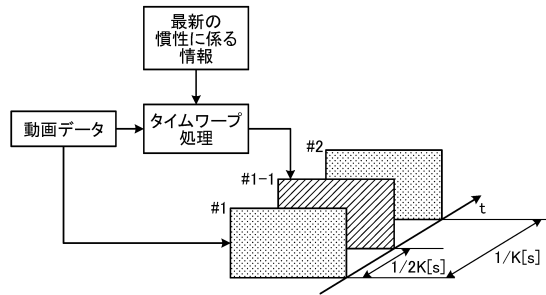 最新の
慣性に係る
情報
動画データ
タイムワープ
処理
#2
#1-1
#1
t
1/2K[s]
1/K[s]